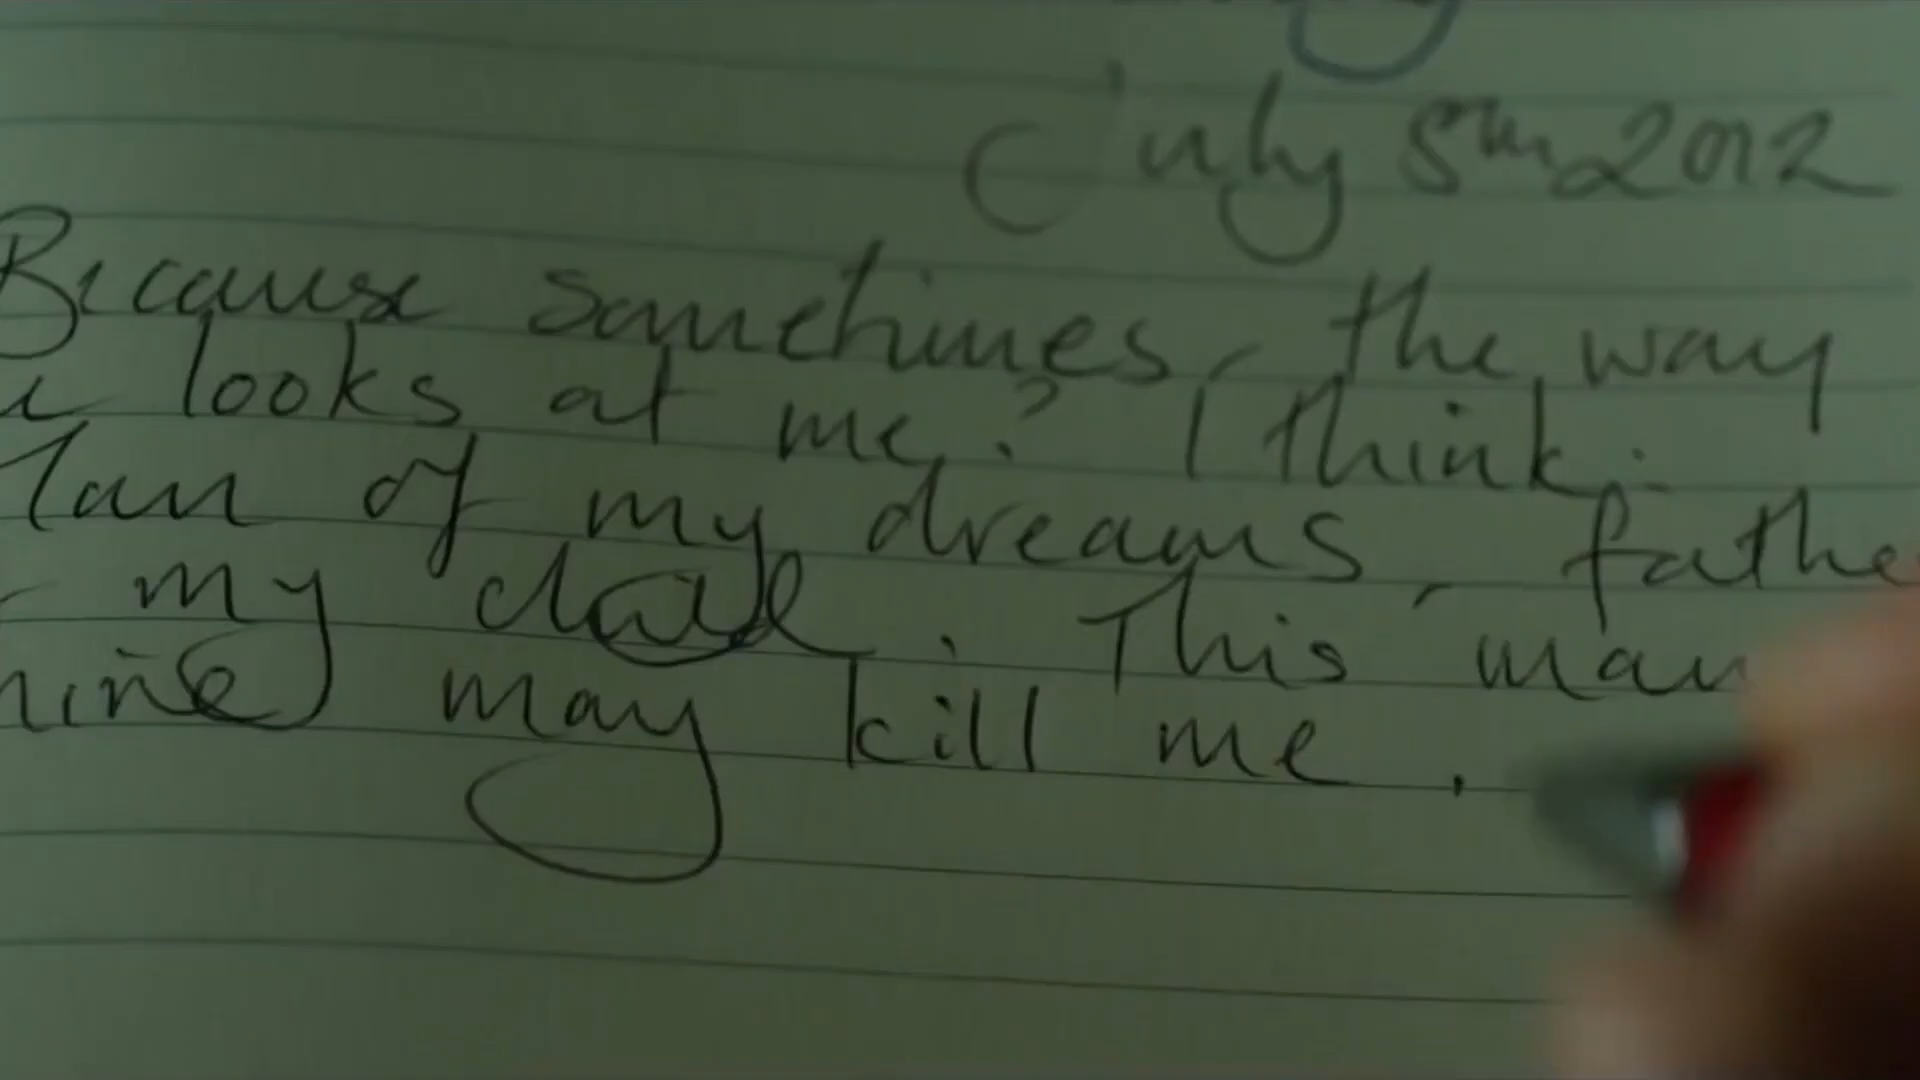 July 5th 2012
Because sometimes, the way
looks at me? I think:
of my dreams, fathe
my child. This man
may kill me.